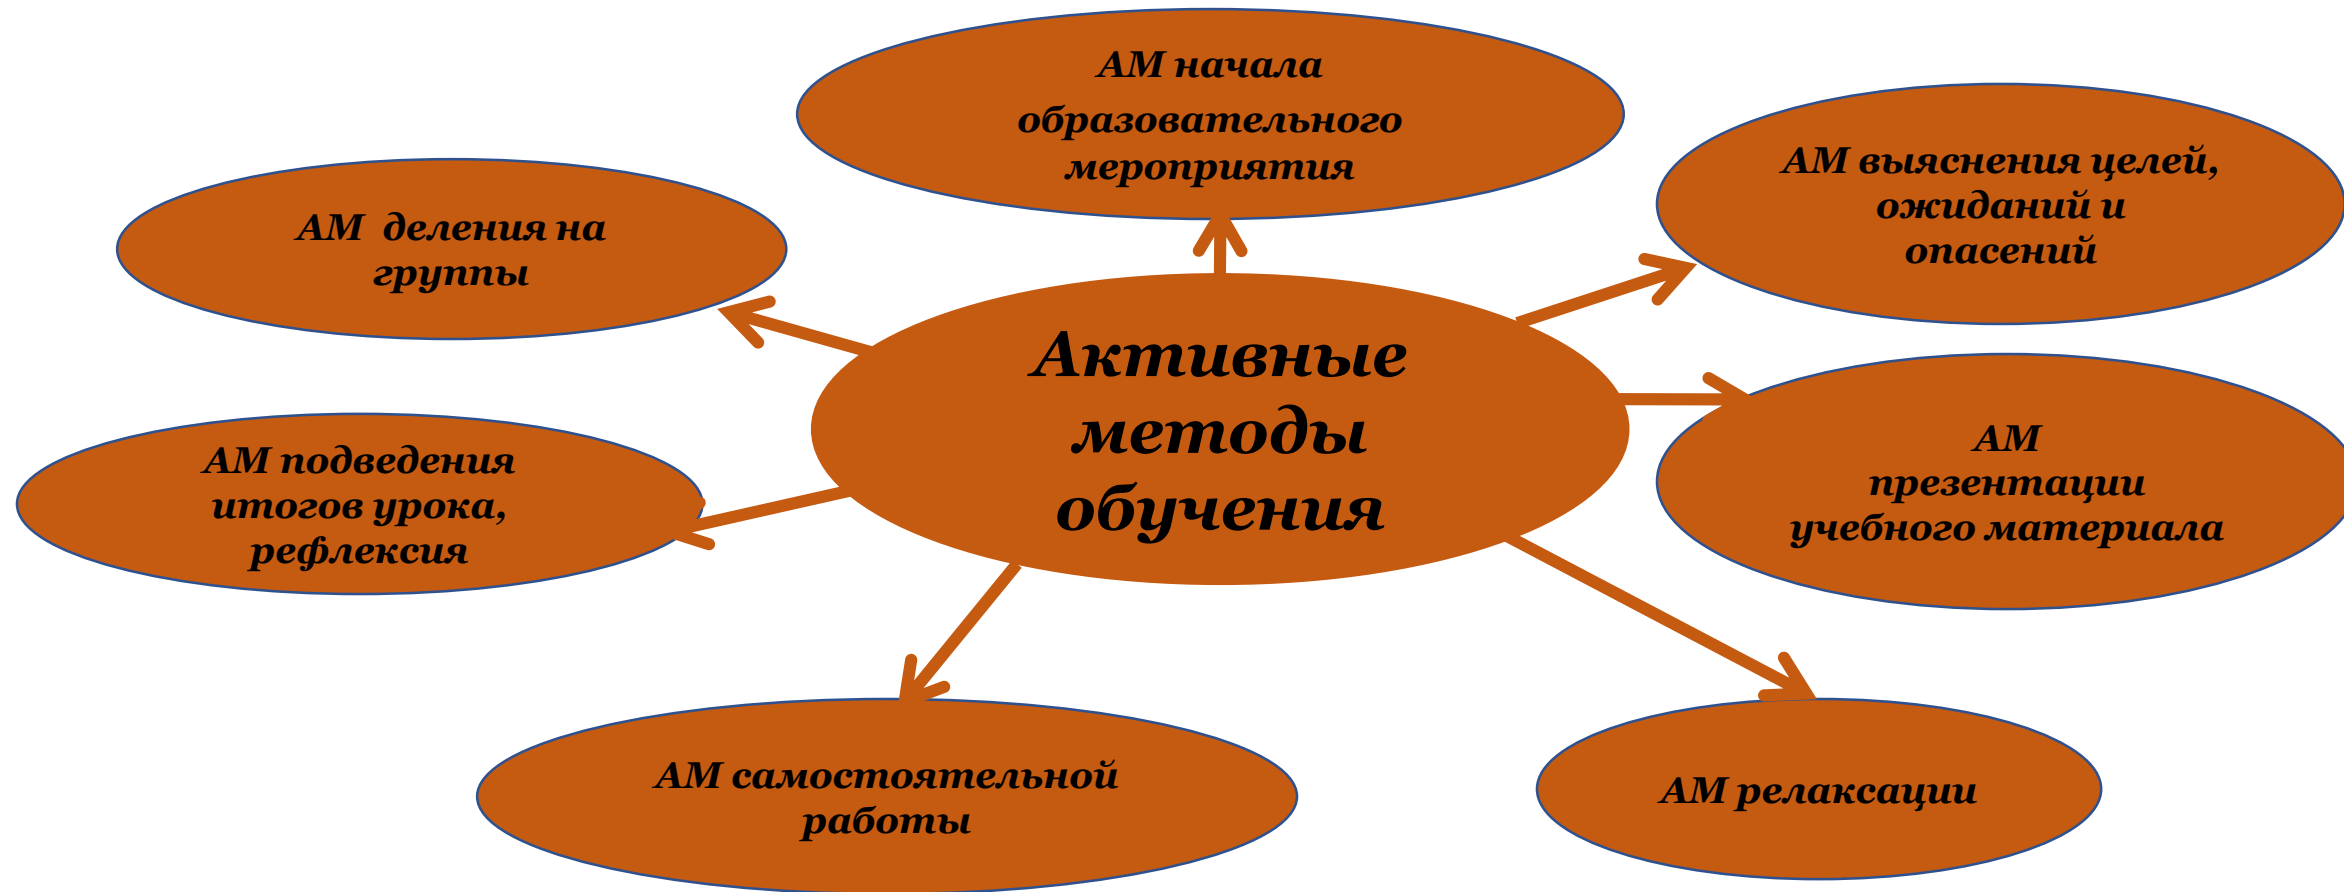 АМ начала
образовательного
мероприятия
АМ выяснения целей,
ожиданий и
опасений
АМ  деления на
группы
Активные
методы
обучения
АМ
презентации
учебного материала
АМ подведения
итогов урока,
рефлексия
АМ самостоятельной
работы
АМ релаксации